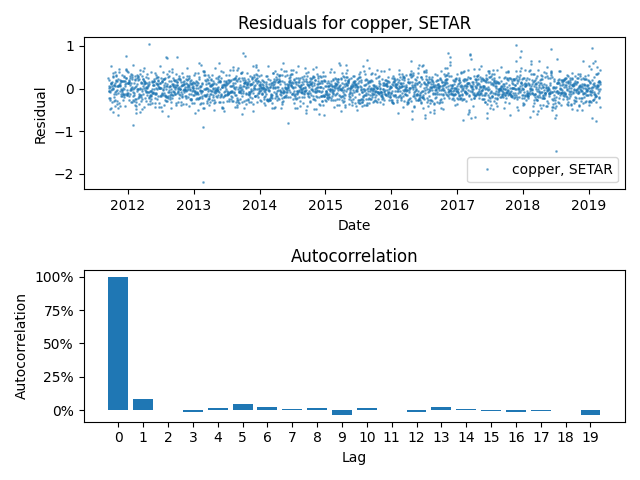 Residuals for copper, SETAR
1
0
−1
−2
Residual
copper, SETAR
2012 2013 2014 2015 2016 2017 2018 2019
Date
Autocorrelation
100%
75%
50%
25%
0%
Autocorrelation
0 1 2 3 4 5 6 7 8 9 10 11 12 13 14 15 16 17 18 19
Lag